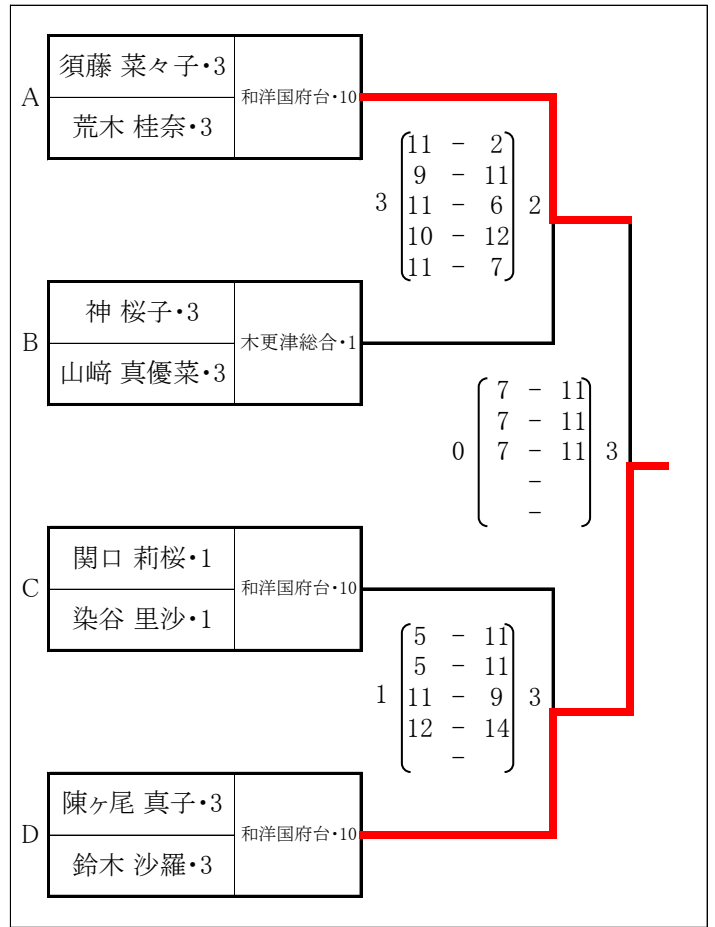 A
須藤 菜々子・3
荒木 桂奈・3
和洋国府台・10
3
11 － 2
9 － 11
11 － 6
10 － 12
11 － 7
2
B
神 桜子・3
山﨑 真優菜・3
木更津総合・1
0
7 － 11
7 － 11
7 － 11
－
－
3
C
関口 莉桜・1
染谷 里沙・1
和洋国府台・10
1
5 － 11
5 － 11
11 － 9
12 － 14
－
3
D
陳ヶ尾 真子・3
鈴木 沙羅・3
和洋国府台・10